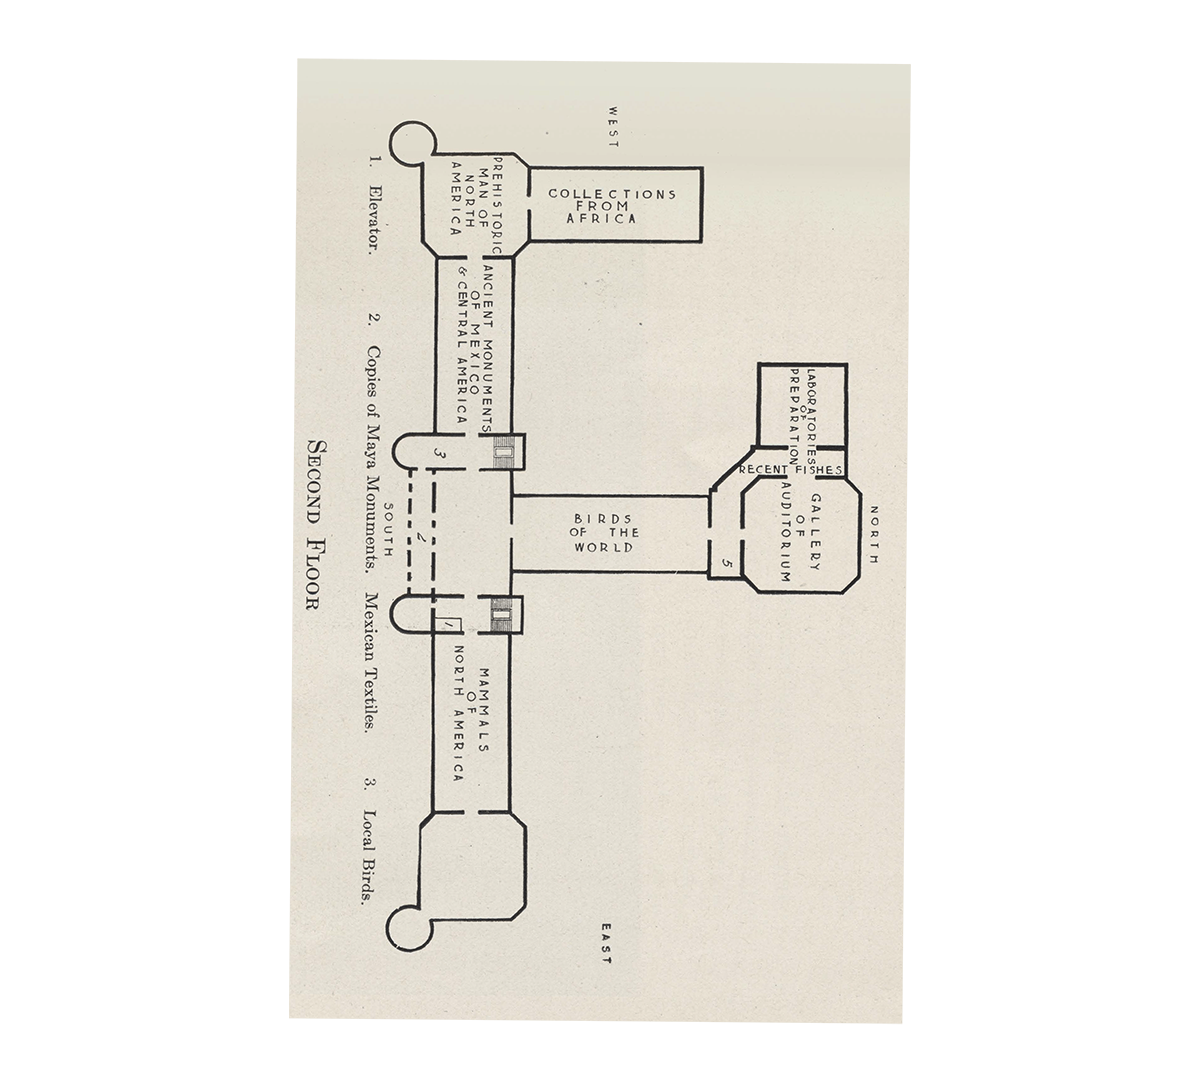 NORTH
LABORATORIES
OF
PREPARATION
RECENT FISHES
GALLERY
OF
AUDITORIUM
5
WEST
EAST
COLLECTIONS
FROM
AFRICA
BIRDS
OF THE
WORLD
PREHISTORIC
MAN OF
NORTH
AMERICA
ANCIENT MONUMENTS
OF MEXICO
& CENTRAL AMERICA
3
2
1
MAMMALS
OF
NORTH AMERICA
SOUTH
1. Elevator. 2. Copies of Maya Monuments. Mexican Textiles. 3. Local Birds.
SECOND FLOOR